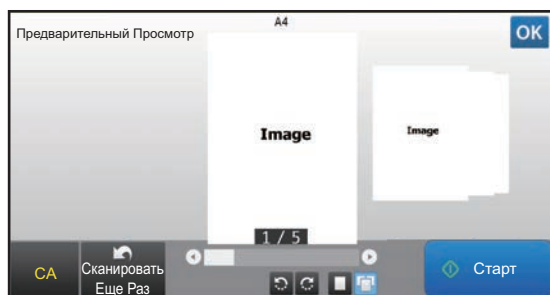 A4
Предварительный Просмотр
OK
Image
Image
1 / 5
CA
Сканировать
Еще Раз
Старт